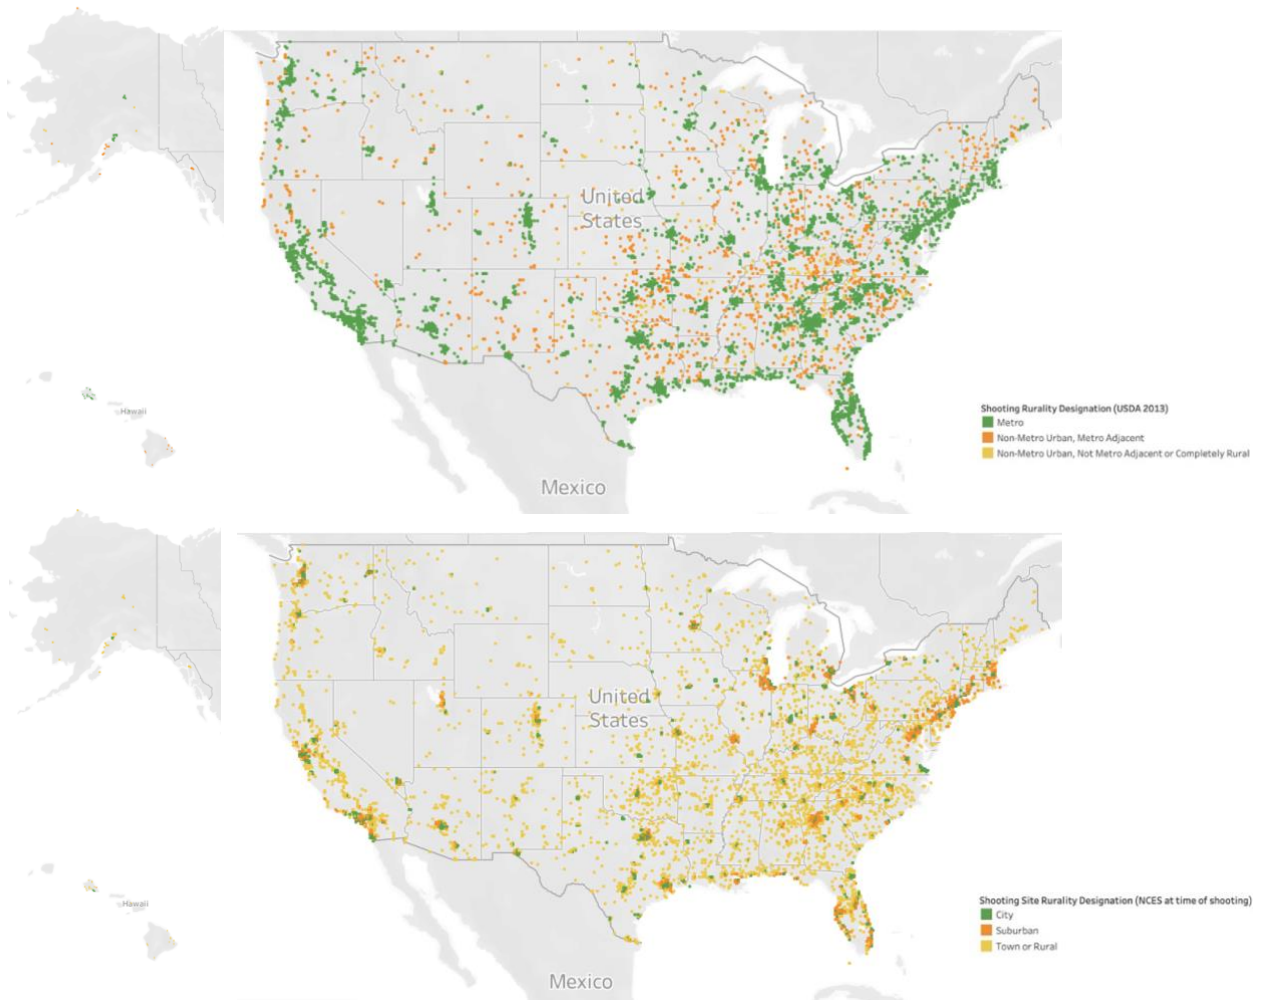 United
States
Hawaii
Shooting Rurality Designation (USDA 2013)
Metro
Non-Metro Urban, Metro Adjacent
Non-Metro Urban, Not Metro Adjacent or Completely Rural
Mexico
United
States
Hawaii
Shooting Site Rurality Designation (NCES at time of shooting)
City
Suburban
Town or Rural
Mexico